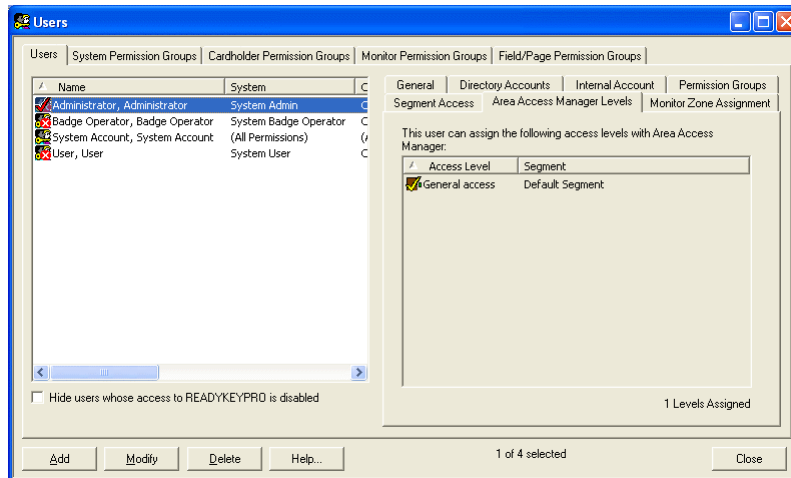 Users
Users System Permission Groups Cardholder Permission Groups Monitor Permission Groups Field/Page Permission Groups
Name System C
Administrator, Administrator System Admin C
Badge Operator, Badge Operator System Badge Operator C
System Account, System Account (All Permissions) (A
User, User System User C
Hide users whose access to READYKEYPRO is disabled
General Directory Accounts Internal Account Permission Groups
Segment Access Area Access Manager Levels Monitor Zone Assignment
This user can assign the following access levels with Area Access
Manager:
Access Level Segment
General access Default Segment
1 Levels Assigned
Add Modify Delete Help... 1 of 4 selected Close